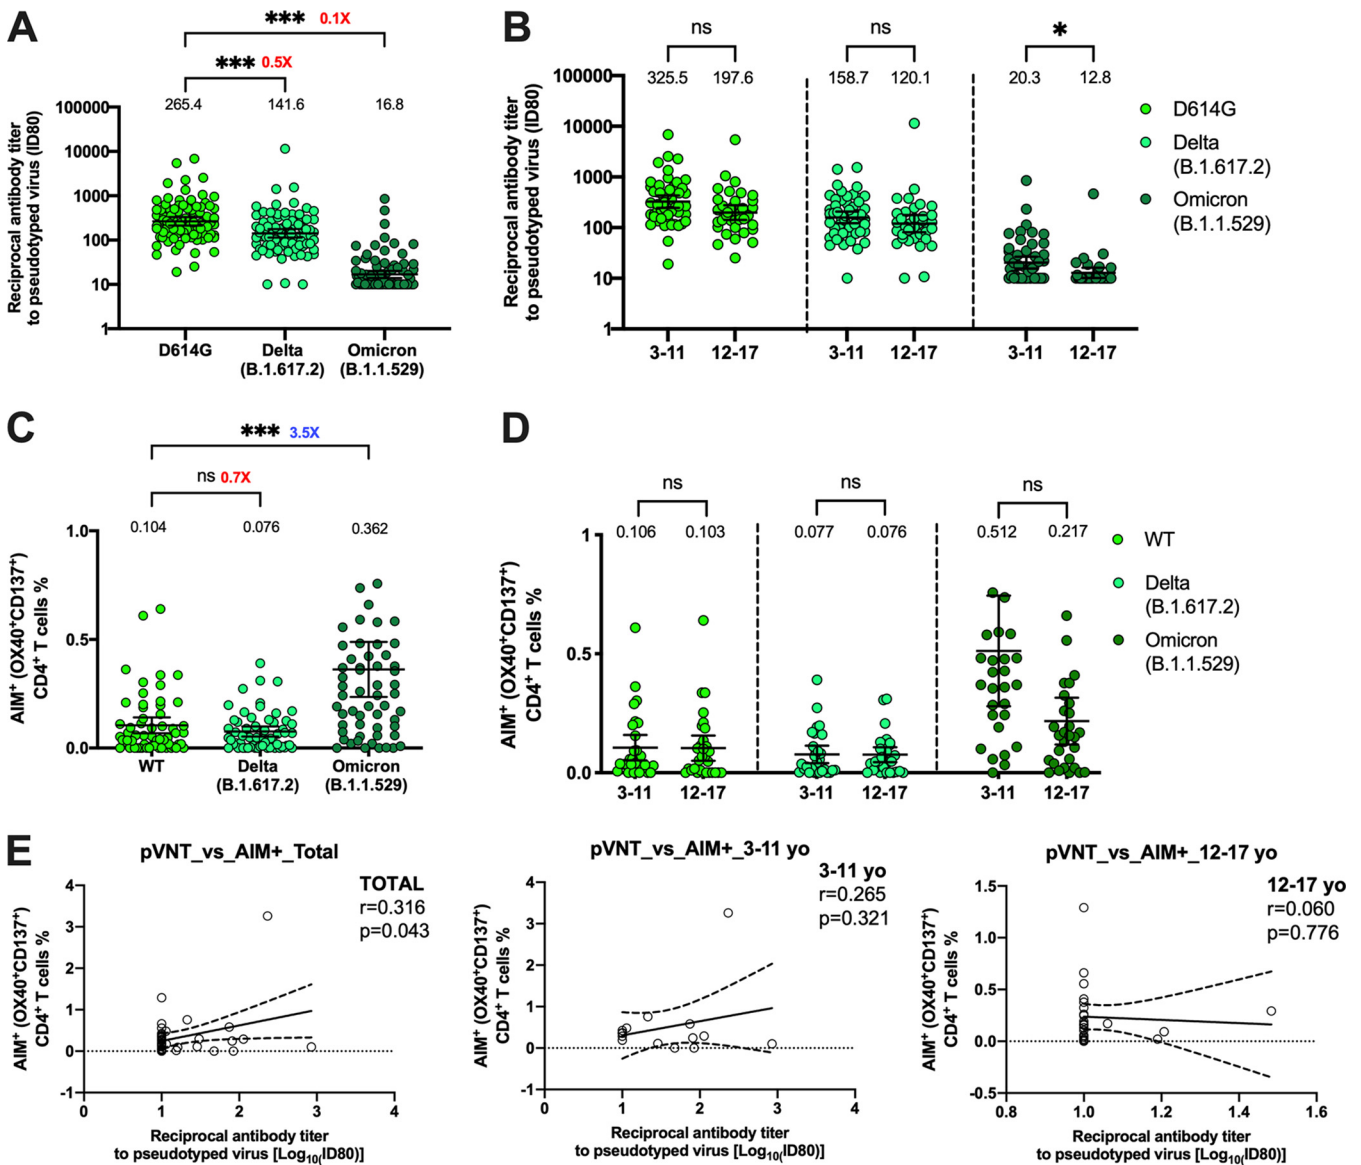 A
*** 0.1X
*** 0.5X
265.4 141.6 16.8
Reciprocal antibody titer
to pseudotyped virus (ID80)
100000
10000
1000
100
10
1
D614G Delta Omicron
(B.1.617.2) (B.1.1.529)
B
ns ns *
325.5 197.6 158.7 120.1 20.3 12.8
Reciprocal antibody titer
to pseudotyped virus (ID80)
100000
10000
1000
100
10
1
3-11 12-17 3-11 12-17 3-11 12-17
D614G
Delta
(B.1.617.2)
Omicron
(B.1.1.529)
C
*** 3.5X
ns 0.7X
0.104 0.076 0.362
AIM+ (OX40+CD137+)
CD4+ T cells %
1.0
0.5
0.0
WT Delta Omicron
(B.1.617.2) (B.1.1.529)
D
ns ns ns
0.106 0.103 0.077 0.076 0.512 0.217
AIM+ (OX40+CD137+)
CD4+ T cells %
1
0.5
0.0
3-11 12-17 3-11 12-17 3-11 12-17
WT
Delta
(B.1.617.2)
Omicron
(B.1.1.529)
E
pVNT_vs_AIM+_Total
TOTAL
r=0.316
p=0.043
AIM+ (OX40+CD137+)
CD4+ T cells %
4
3
2
1
0
-1
0 1 2 3 4
Reciprocal antibody titer
to pseudotyped virus [Log10(ID80)]
pVNT_vs_AIM+_3-11 yo
3-11 yo
r=0.265
p=0.321
AIM+ (OX40+CD137+)
CD4+ T cells %
4
3
2
1
0
-1
0 1 2 3 4
Reciprocal antibody titer
to pseudotyped virus [Log10(ID80)]
pVNT_vs_AIM+_12-17 yo
12-17 yo
r=0.060
p=0.776
AIM+ (OX40+CD137+)
CD4+ T cells %
1.5
1.0
0.5
0.0
-0.5
0.8 1.0 1.2 1.4 1.6
Reciprocal antibody titer
to pseudotyped virus [Log10(ID80)]